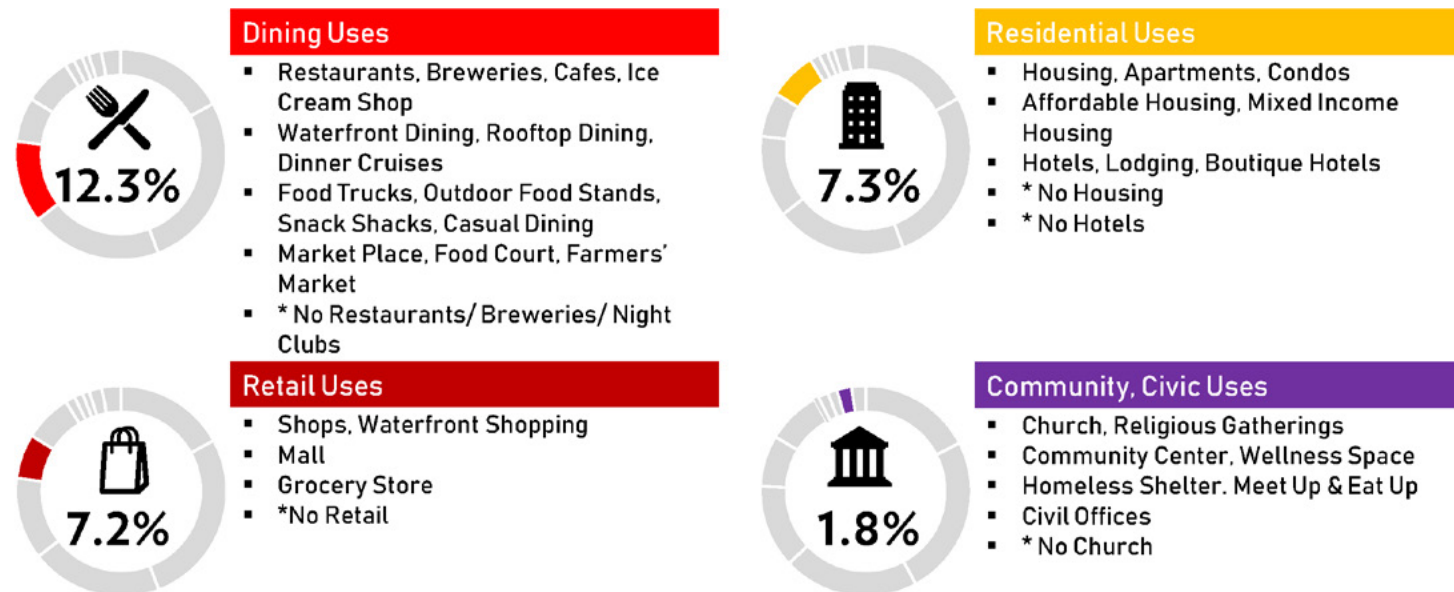 Dining Uses
▪ Restaurants, Breweries, Cafes, Ice
Cream Shop
▪ Waterfront Dining, Rooftop Dining,
Dinner Cruises
▪ Food Trucks, Outdoor Food Stands,
Snack Shacks, Casual Dining
▪ Market Place, Food Court, Farmers’
Market
▪ * No Restaurants/ Breweries/ Night
Clubs
12.3%
Residential Uses
▪ Housing, Apartments, Condos
▪ Affordable Housing, Mixed Income
Housing
▪ Hotels, Lodging, Boutique Hotels
▪ * No Housing
▪ * No Hotels
7.3%
Retail Uses
▪ Shops, Waterfront Shopping
▪ Mall
▪ Grocery Store
▪ *No Retail
7.2%
Community, Civic Uses
▪ Church, Religious Gatherings
▪ Community Center, Wellness Space
▪ Homeless Shelter. Meet Up & Eat Up
▪ Civil Offices
▪ * No Church
1.8%